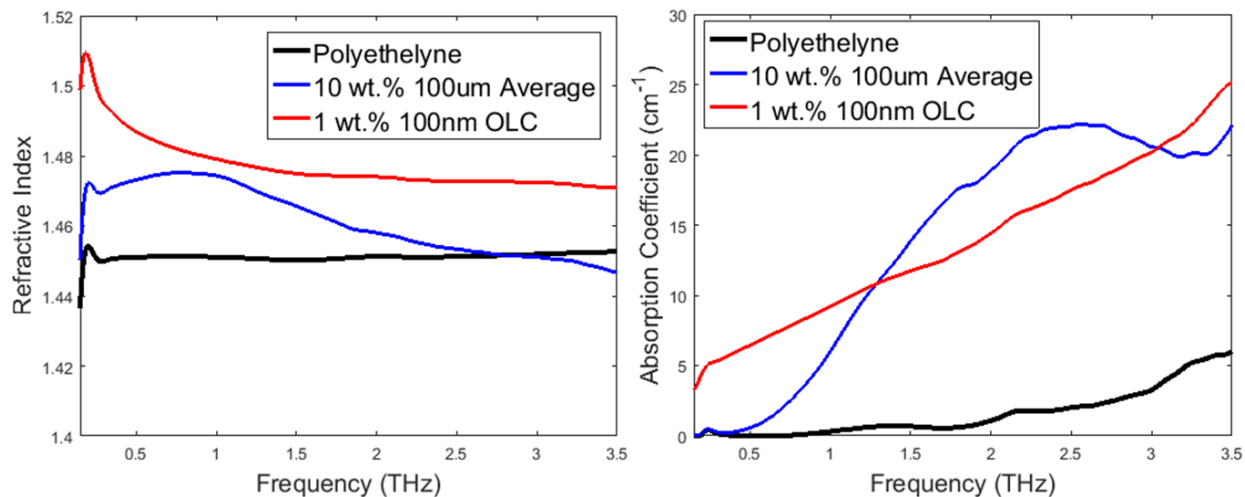 1.52
1.5
1.48
1.46
1.44
1.42
1.4
Refractive Index
Polyethelyne
10 wt.% 100um Average
1 wt.% 100nm OLC
0.5 1 1.5 2 2.5 3 3.5
Frequency (THz)
30
25
20
15
10
5
0
Absorption Coefficient (cm⁻¹)
Polyethelyne
10 wt.% 100um Average
1 wt.% 100nm OLC
0.5 1 1.5 2 2.5 3 3.5
Frequency (THz)